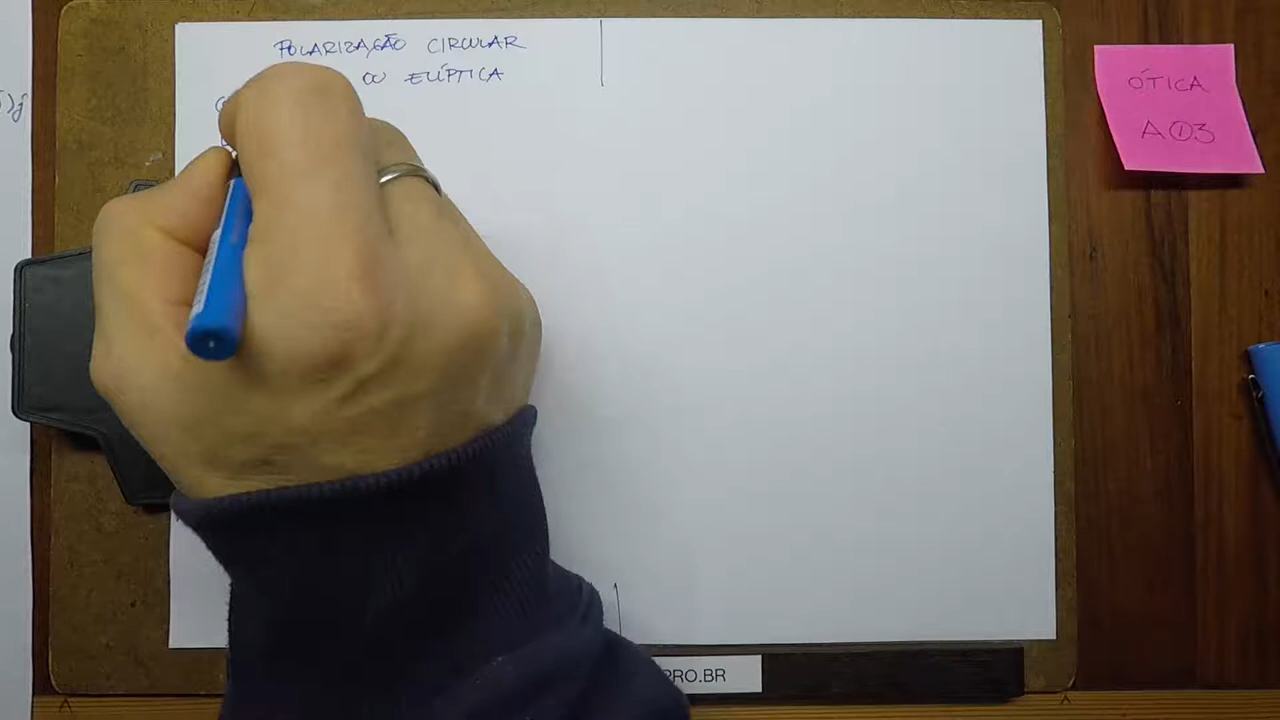 POLARIZAÇÃO CIRCULAR
OU ELÍPTICA
ÓTICA
A03
PRO.BR